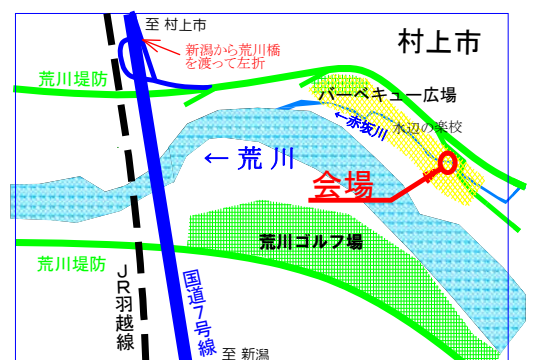 至 村上市
村上市
新潟から荒川橋
を渡って左折
荒川堤防
バーベキュー広場
←赤坂川
水辺の楽校
← 荒 川
会場
荒川ゴルフ場
荒川堤防
JR羽越線
国道7号線
至 新潟